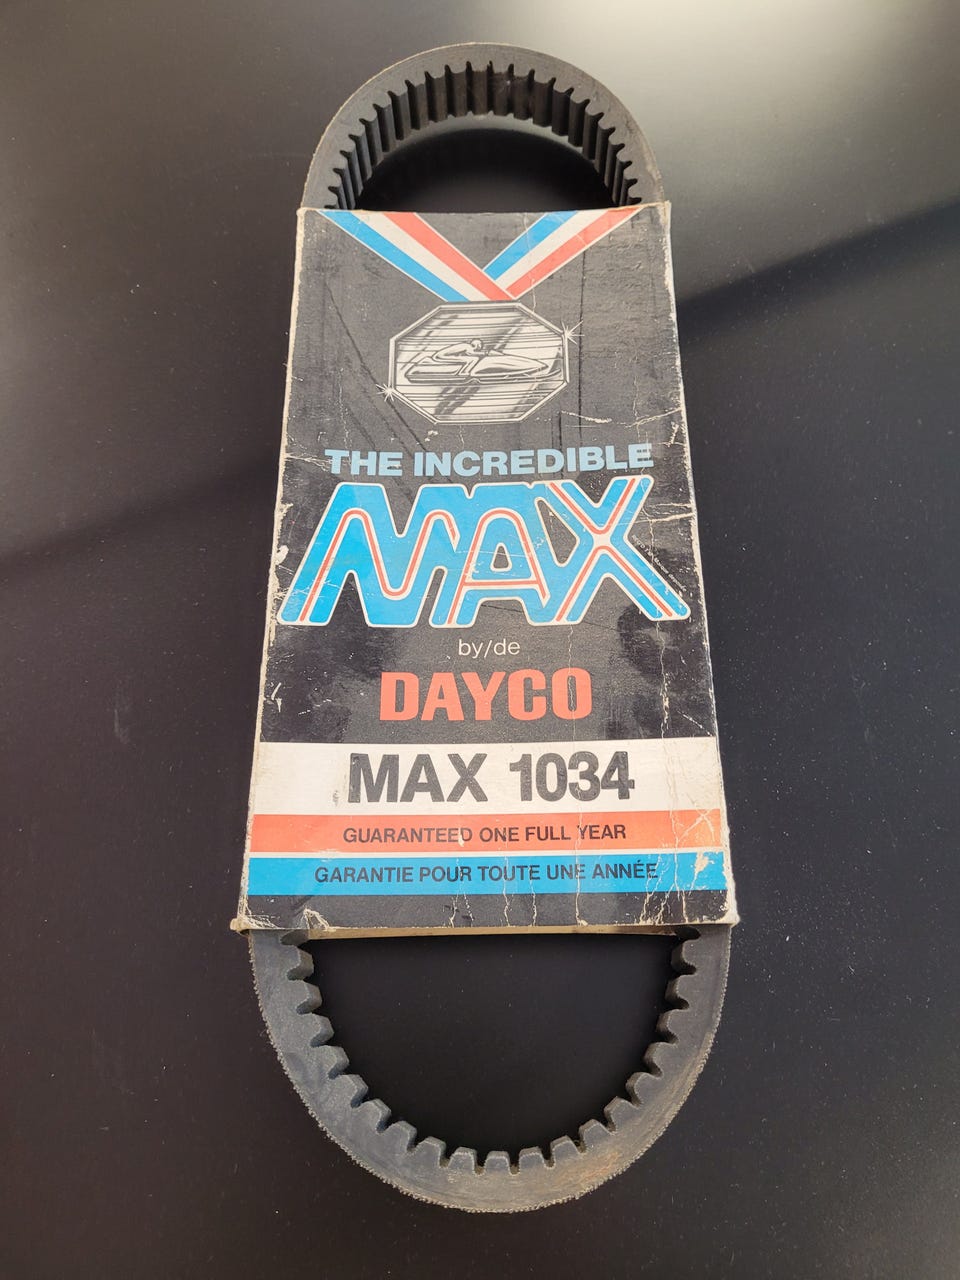 THE INCREDIBLE
MAX
by/de
DAYCO
MAX 1034
GUARANTEED ONE FULL YEAR
GARANTIE POUR TOUTE UNE ANNÉE